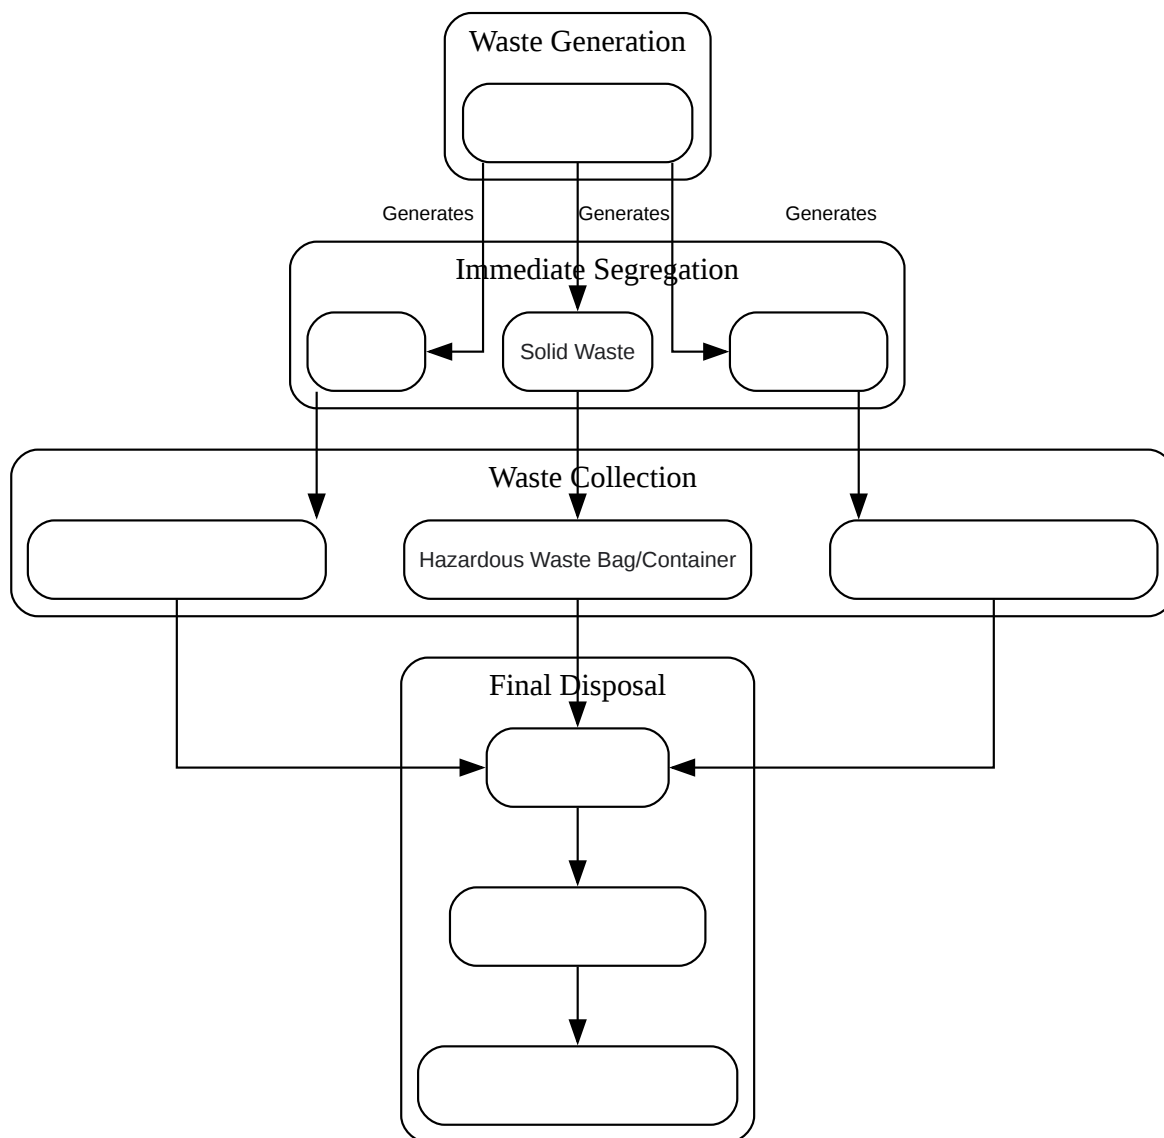 Waste Generation
Generates
Generates
Generates
Immediate Segregation
Solid Waste
Waste Collection
Hazardous Waste Bag/Container
Final Disposal